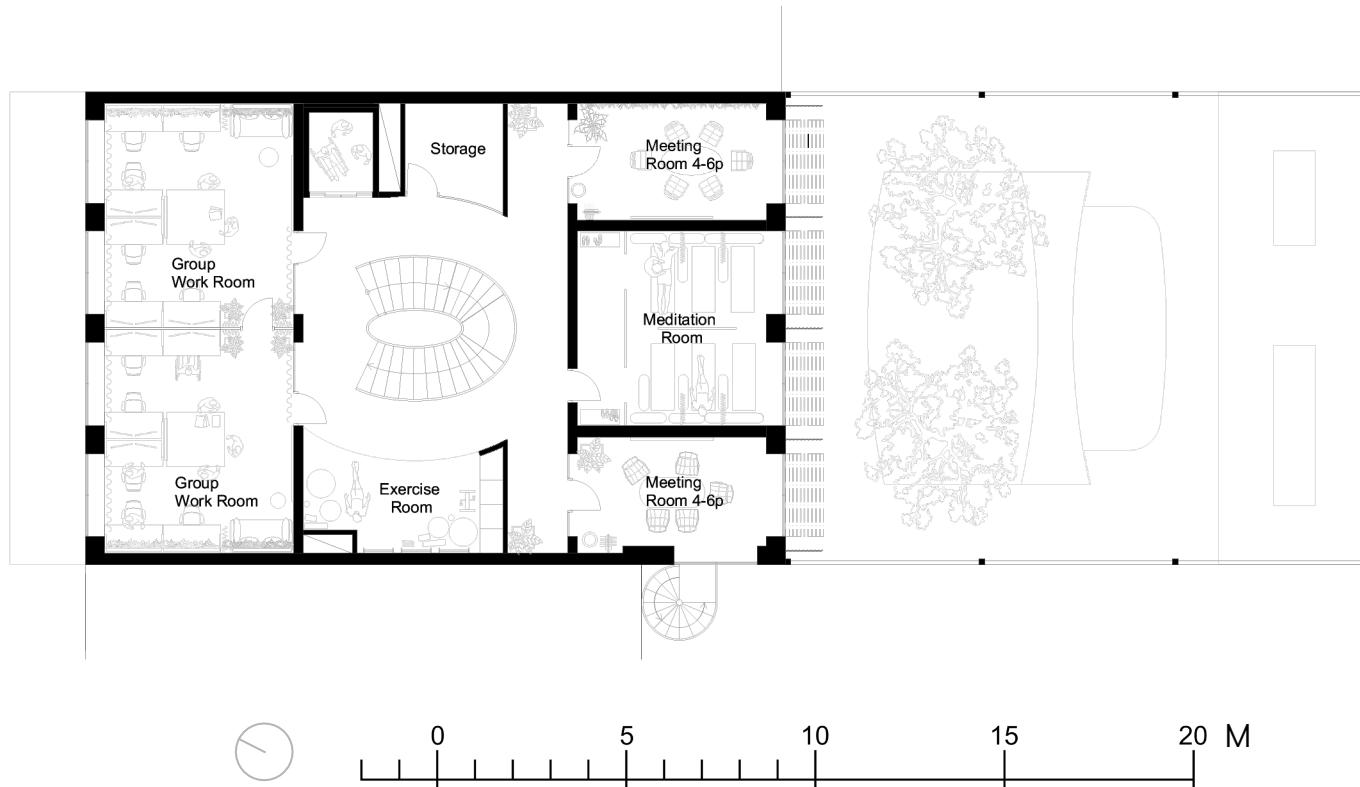 Storage
Meeting
Room 4-6p
Group
Work Room
Meditation
Room
Group
Work Room
Exercise
Room
Meeting
Room 4-6p
0 5 10 15 20 M